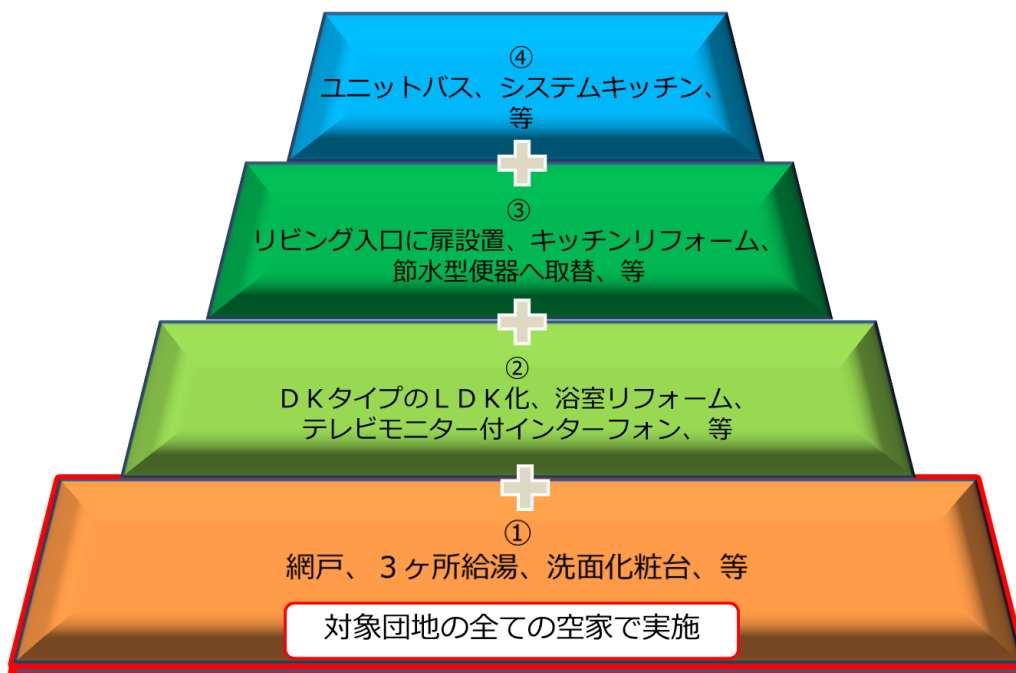 ④
ユニットバス、システムキッチン、
等
③
リビング入口に扉設置、キッチンリフォーム、
節水型便器へ取替、等
②
ＤＫタイプのＬＤＫ化、浴室リフォーム、
テレビモニター付インターフォン、等
①
網戸、３ヶ所給湯、洗面化粧台、等
対象団地の全ての空家で実施